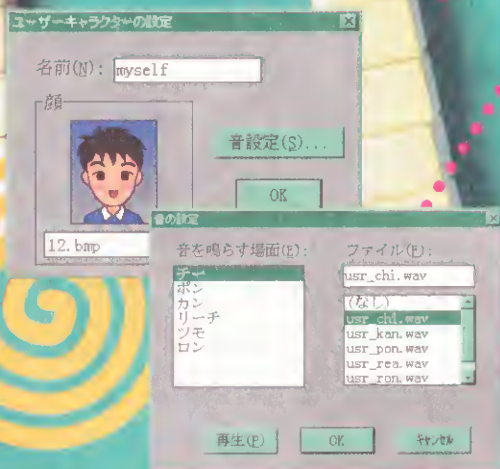 ユーザーキャラクターの設定
名前(N):
myself
顔
音設定(S)...
OK
12.bmp
音の設定
音を鳴らす場面(E):
チー
ポン
カン
リーチ
ツモ
ロン
ファイル(F):
usr_chi.wav
(なし)
usr_chi.wav
usr_kan.wav
usr_pon.wav
usr_rea.wav
usr_ron.wav
再生(P)
OK
キャンセル